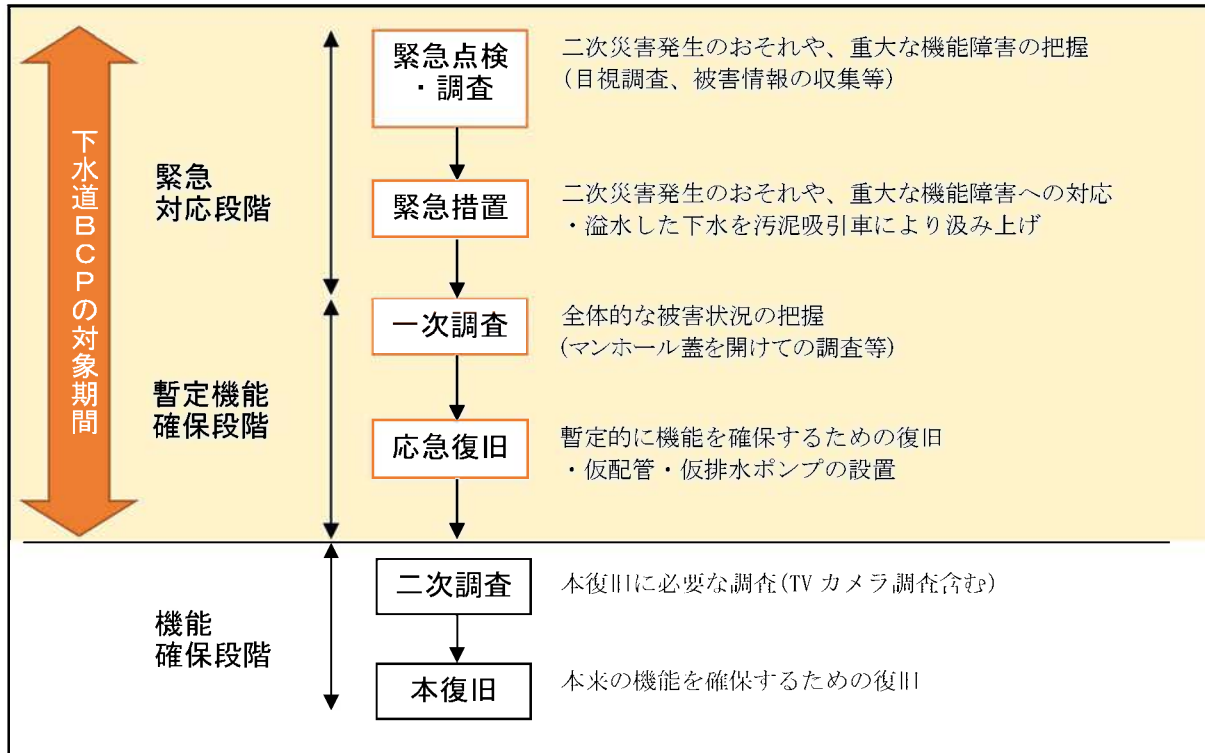 下水道BCPの対象期間
緊急
対応段階
緊急点検
・調査
二次災害発生のおそれや、重大な機能障害の把握
(目視調査、被害情報の収集等)
緊急措置
二次災害発生のおそれや、重大な機能障害への対応
・溢水した下水を汚泥吸引車により汲み上げ
暫定機能
確保段階
一次調査
全体的な被害状況の把握
(マンホール蓋を開けての調査等)
応急復旧
暫定的に機能を確保するための復旧
・仮配管・仮排水ポンプの設置
機能
確保段階
二次調査
本復旧に必要な調査(TVカメラ調査含む)
本復旧
本来の機能を確保するための復旧